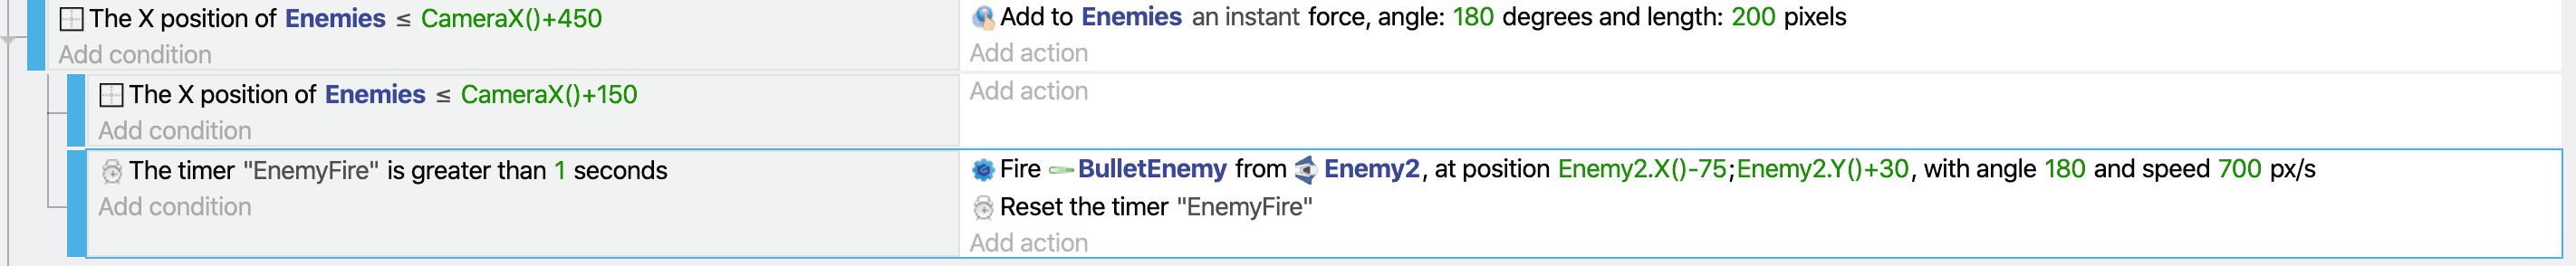 The X position of Enemies ≤ CameraX()+450
Add to Enemies an instant force, angle: 180 degrees and length: 200 pixels
Add condition
Add action
The X position of Enemies ≤ CameraX()+150
Add action
Add condition
The timer "EnemyFire" is greater than 1 seconds
Fire BulletEnemy from Enemy2, at position Enemy2.X()-75;Enemy2.Y()+30, with angle 180 and speed 700 px/s
Add condition
Reset the timer "EnemyFire"
Add action